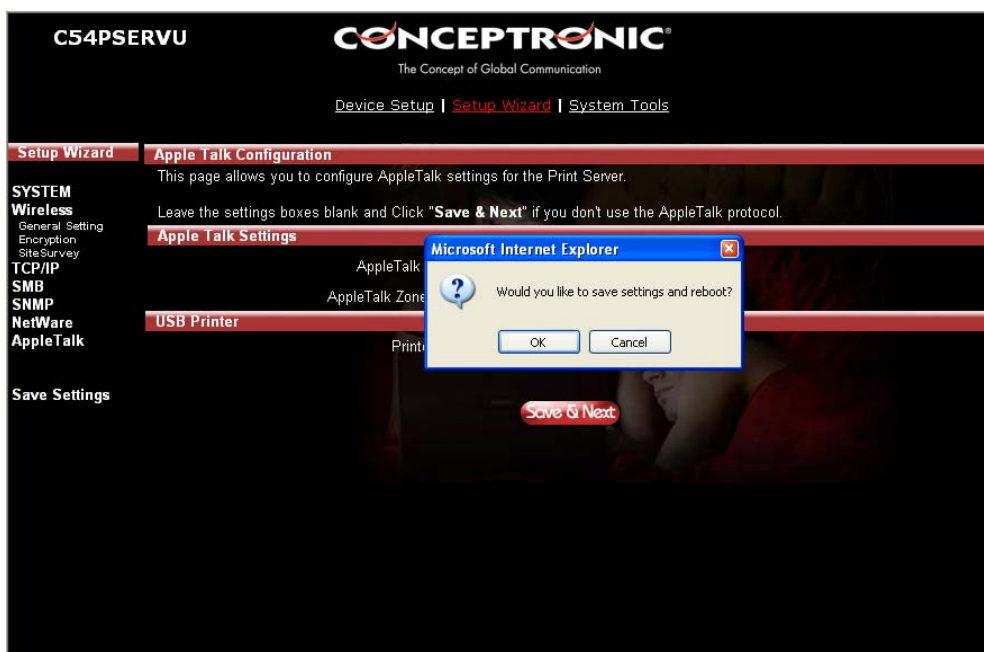 C54PSERVU
CONCEPTRONIC®
The Concept of Global Communication
Device Setup | Setup Wizard | System Tools
Setup Wizard
SYSTEM
Wireless
General Setting
Encryption
SiteSurvey
TCP/IP
SMB
SNMP
NetWare
AppleTalk
Save Settings
Apple Talk Configuration
This page allows you to configure AppleTalk settings for the Print Server.
Leave the settings boxes blank and Click "Save & Next" if you don't use the AppleTalk protocol.
Apple Talk Settings
AppleTalk
AppleTalk Zone
USB Printer
Printe
Microsoft Internet Explorer
Would you like to save settings and reboot?
OK
Cancel
Save & Next